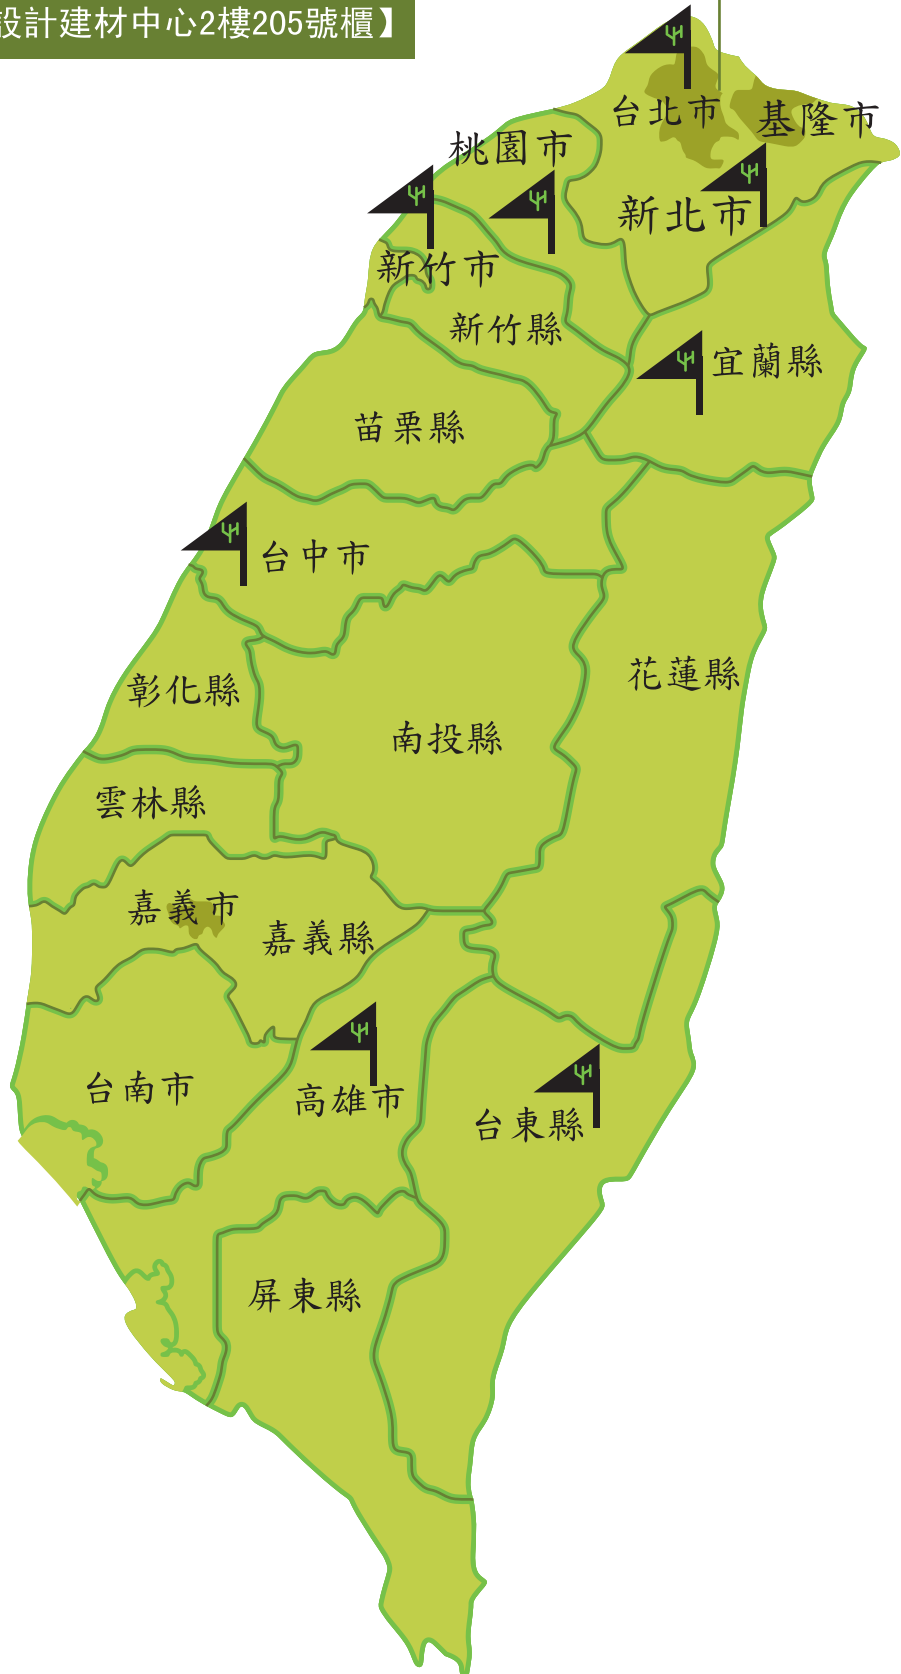 設計建材中心2樓205號櫃】
台北市
基隆市
桃園市
新北市
新竹市
新竹縣
宜蘭縣
苗栗縣
台中市
花蓮縣
彰化縣
南投縣
雲林縣
嘉義市
嘉義縣
台南市
高雄市
台東縣
屏東縣